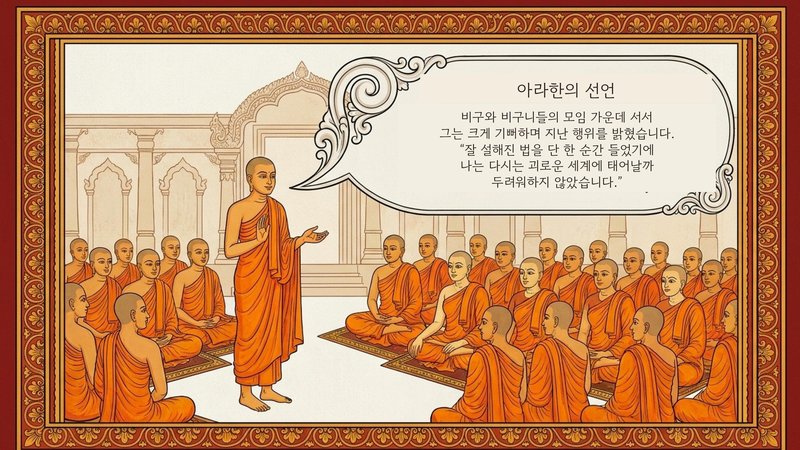 아라한의 선언
비구와 비구니들의 모임 가운데 서서
그는 크게 기뻐하며 지난 행위를 밝혔습니다.
“잘 설해진 법을 단 한 순간 들었기에
나는 다시는 괴로운 세계에 태어날까
두려워하지 않았습니다.”